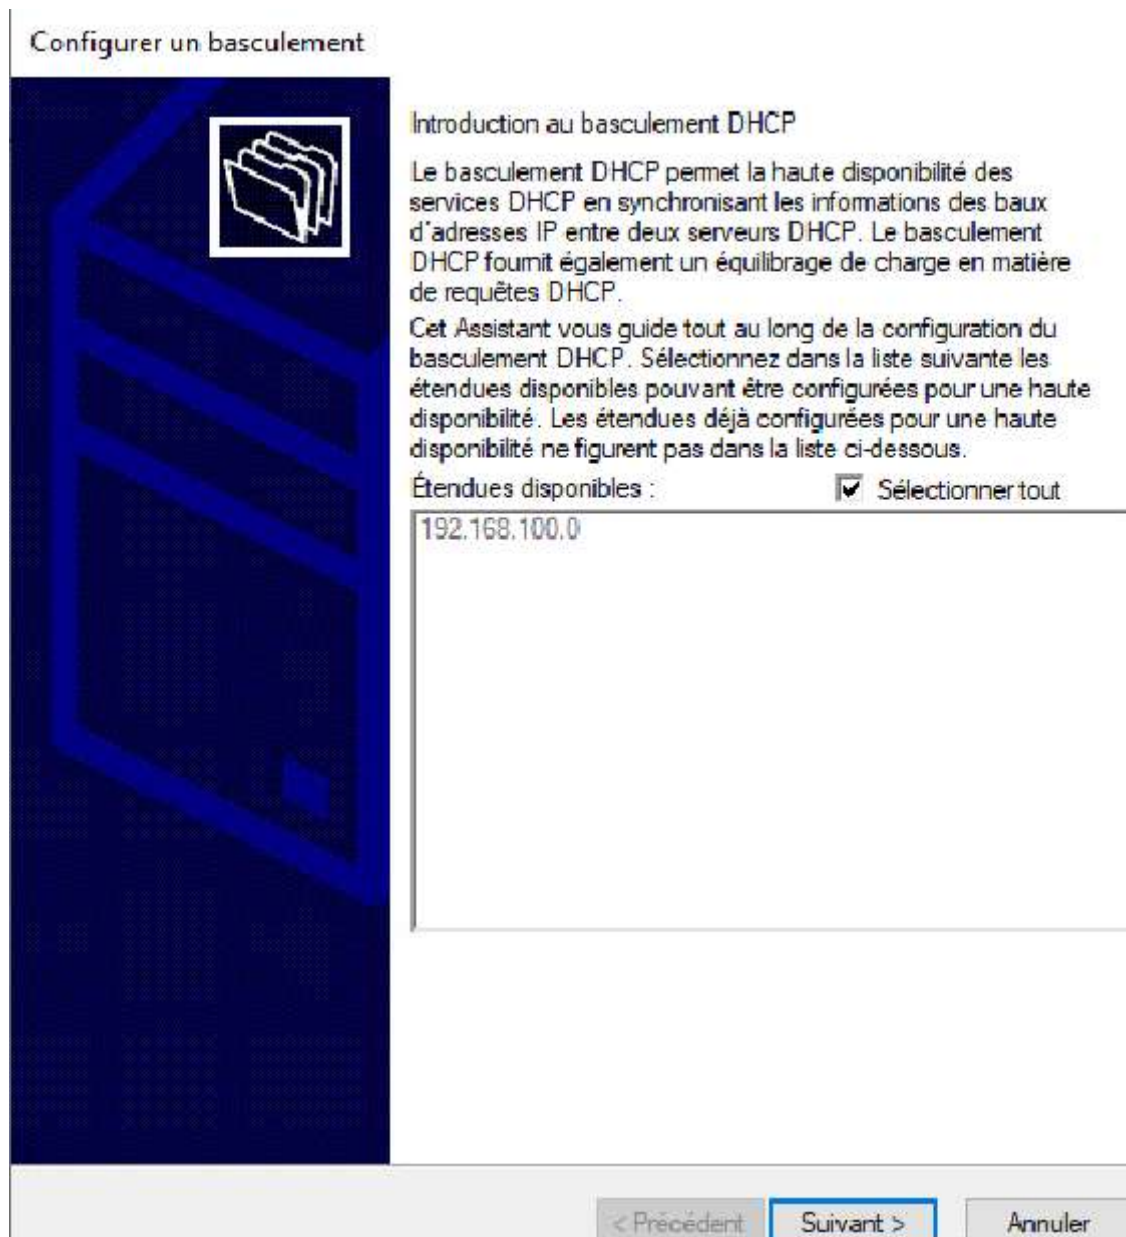 Configurer un basculement
Introduction au basculement DHCP
Le basculement DHCP permet la haute disponibilité des
services DHCP en synchronisant les informations des baux
d'adresses IP entre deux serveurs DHCP. Le basculement
DHCP fournit également un équilibrage de charge en matière
de requêtes DHCP.
Cet Assistant vous guide tout au long de la configuration du
basculement DHCP. Sélectionnez dans la liste suivante les
étendues disponibles pouvant être configurées pour une haute
disponibilité. Les étendues déjà configurées pour une haute
disponibilité ne figurent pas dans la liste ci-dessous.
Étendues disponibles : Sélectionner tout
192.168.100.0
< Précédent Suivant > Annuler